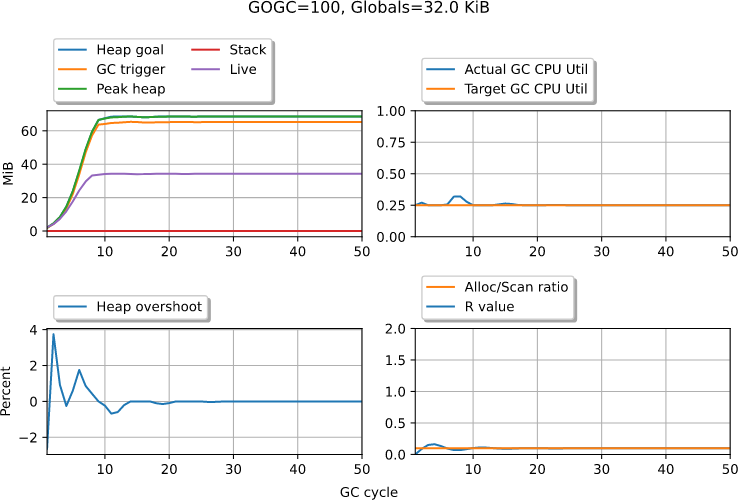 GOGC=100, Globals=32.0 KiB
Heap goal Stack
GC trigger Live
Peak heap
MiB
60
40
20
0
10 20 30 40 50
Actual GC CPU Util
Target GC CPU Util
1.00
0.75
0.50
0.25
0.00
10 20 30 40 50
Heap overshoot
Percent
4
2
0
−2
10 20 30 40 50
Alloc/Scan ratio
R value
2.0
1.5
1.0
0.5
0.0
10 20 30 40 50
GC cycle